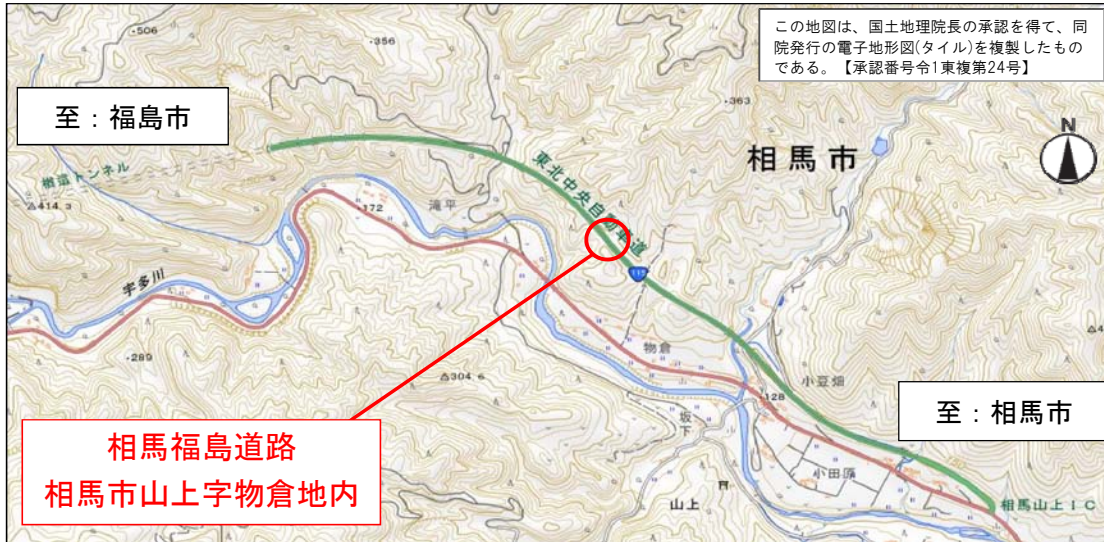 この地図は、国土地理院長の承認を得て、同
院発行の電子地形図(タイル)を複製したもの
である。【承認番号令1東複第24号】
・506
・356
・363
至：福島市
N
相馬市
楢這トンネル
東北中央自動車道
△414.3
・172
滝平
115
宇多川
・289
△304.6
物倉
小豆畑
・128
至：相馬市
坂下
相馬福島道路
相馬市山上字物倉地内
小田原
山上
相馬山上IC